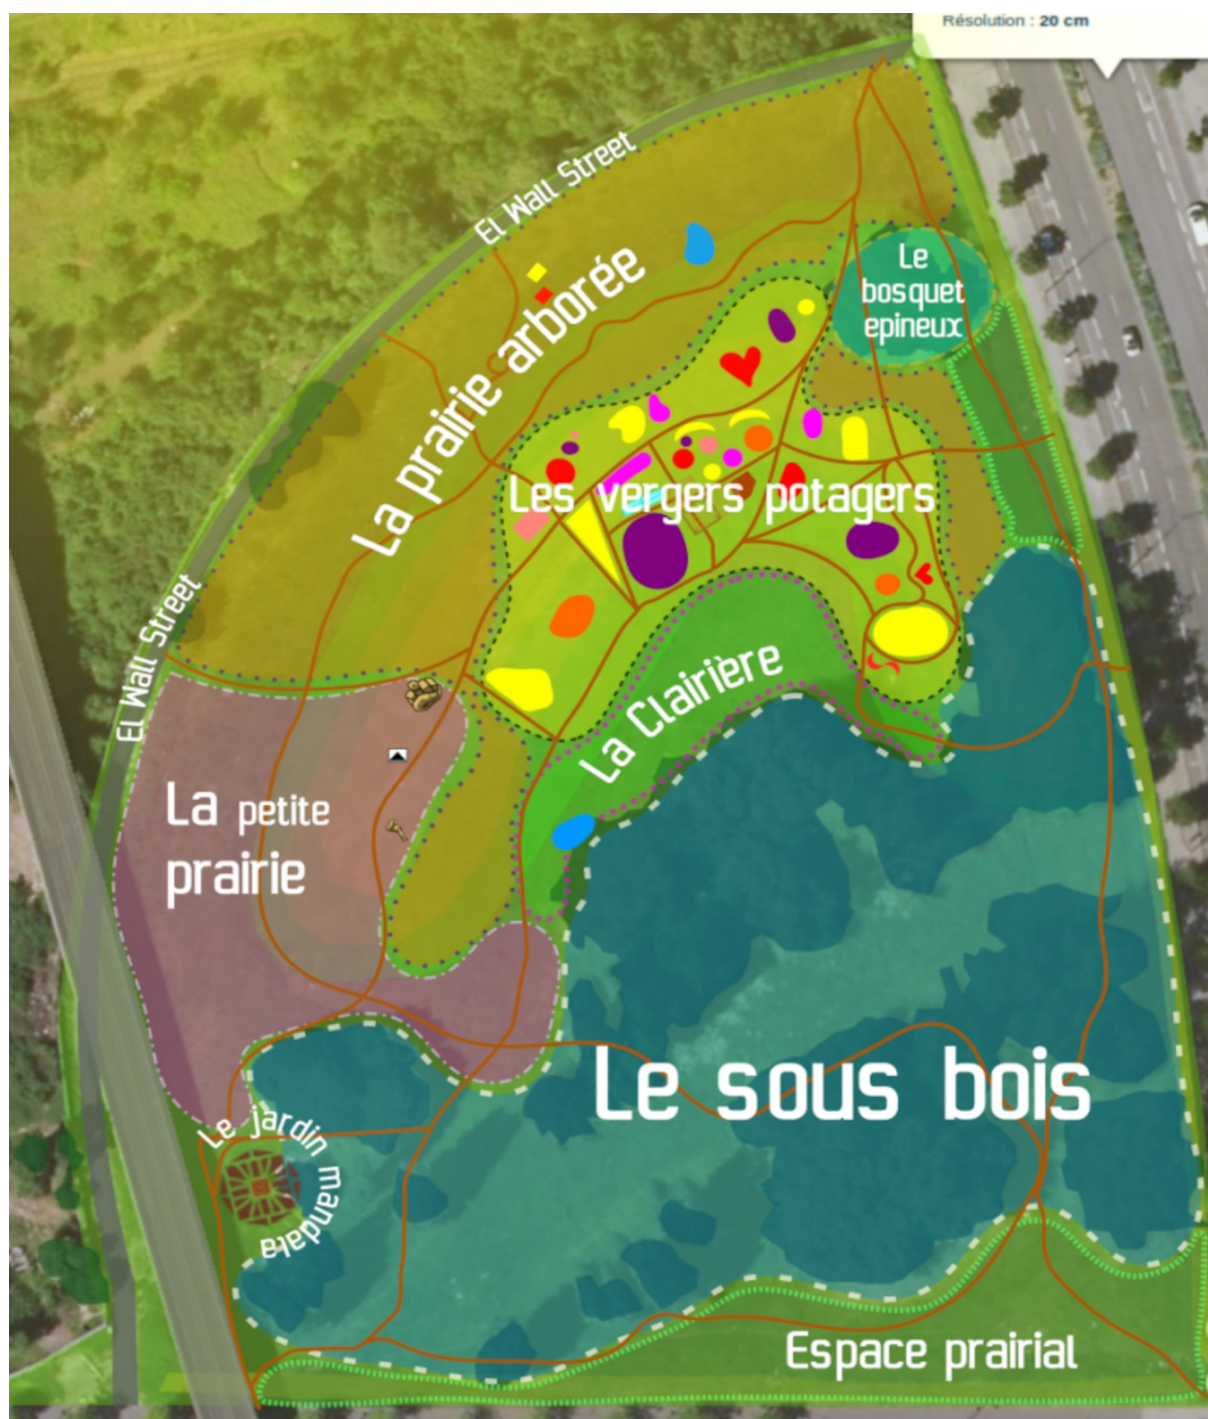 Résolution : 20 cm
El Wall Street
La prairie arborée
Le
bosquet
epineux
Les vergers potagers
El Wall Street
La Clairière
La petite
prairie
Le sous bois
Le jardin mandala
Espace prairial